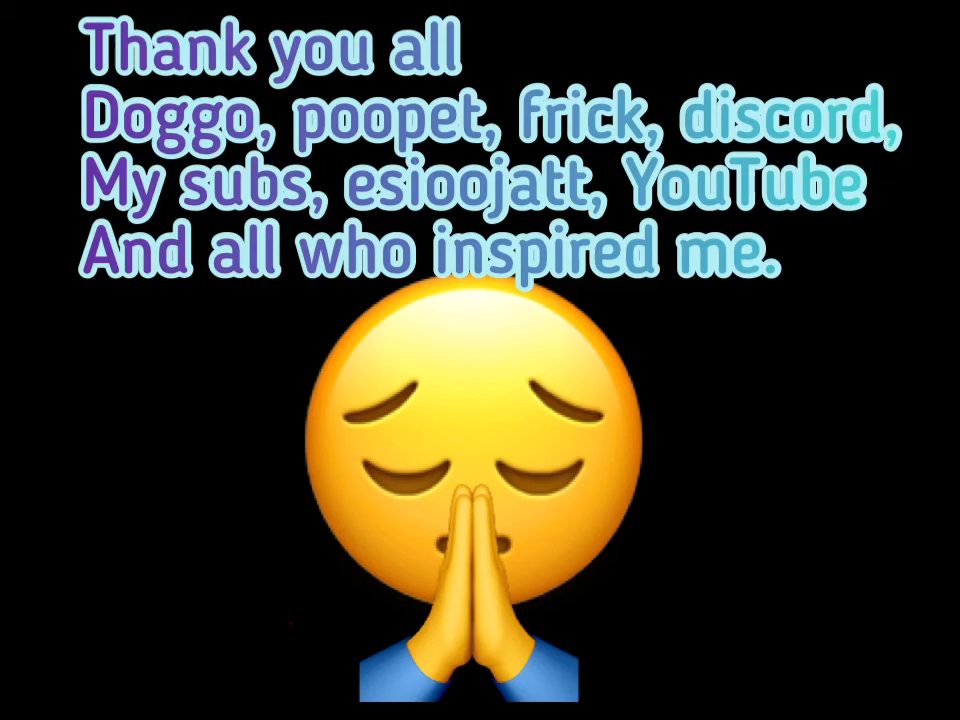 Thank you all
Doggo, poopet, frick, discord,
My subs, esioojatt, YouTube
And all who inspired me.